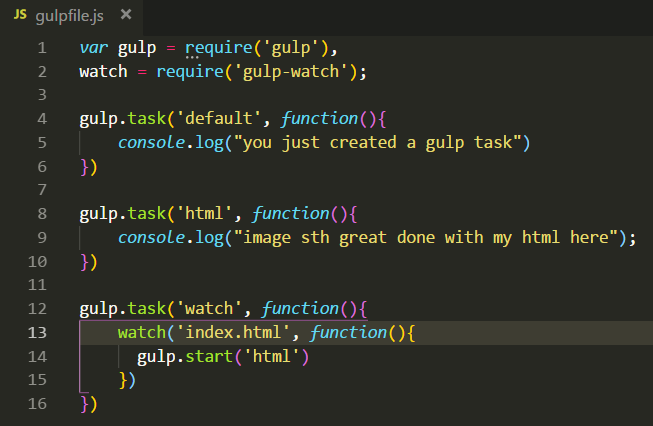 JS gulpfile.js ×
1 var gulp = require('gulp'),
2 watch = require('gulp-watch');
3
4 gulp.task('default', function(){
5     console.log("you just created a gulp task")
6 })
7
8 gulp.task('html', function(){
9     console.log("image sth great done with my html here");
10 })
11
12 gulp.task('watch', function(){
13     watch('index.html', function(){
14       gulp.start('html')
15     })
16 })